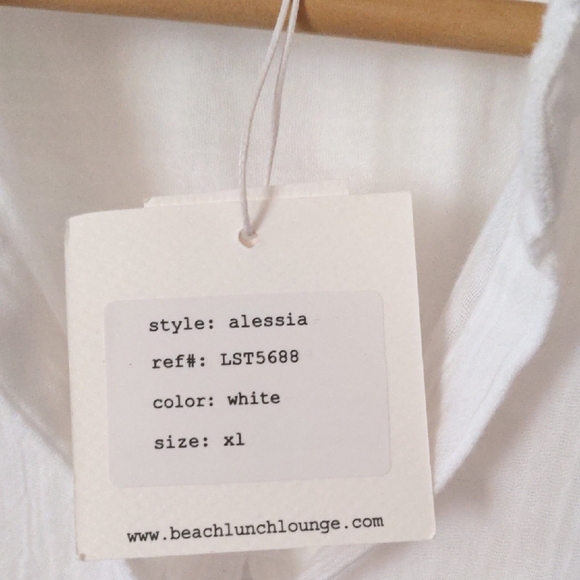 style: alessia
ref#: LST5688
color: white
size: xl
www.beachlunchlounge.com